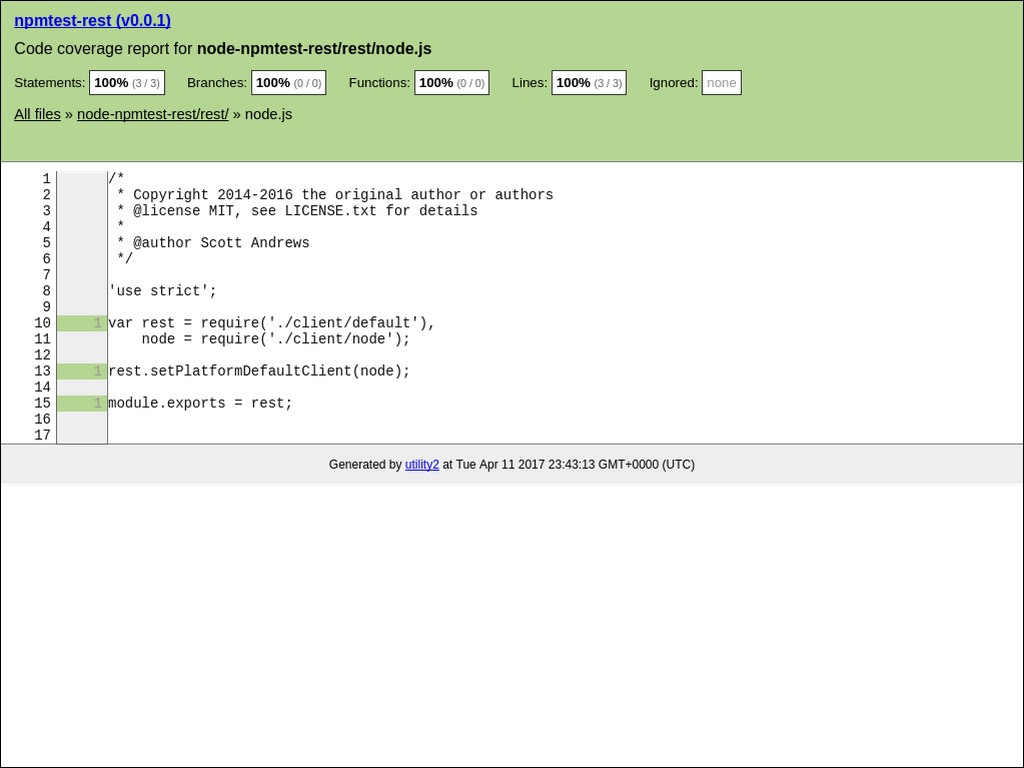 npmtest-rest (v0.0.1)
Code coverage report for node-npmtest-rest/rest/node.js
Statements: 100% (3 / 3) Branches: 100% (0 / 0) Functions: 100% (0 / 0) Lines: 100% (3 / 3) Ignored: none
All files » node-npmtest-rest/rest/ » node.js
1 /*
2  * Copyright 2014-2016 the original author or authors
3  * @license MIT, see LICENSE.txt for details
4  *
5  * @author Scott Andrews
6  */
7
8 'use strict';
9
10 1 var rest = require('./client/default'),
11     node = require('./client/node');
12
13 1 rest.setPlatformDefaultClient(node);
14
15 1 module.exports = rest;
16
17
Generated by utility2 at Tue Apr 11 2017 23:43:13 GMT+0000 (UTC)